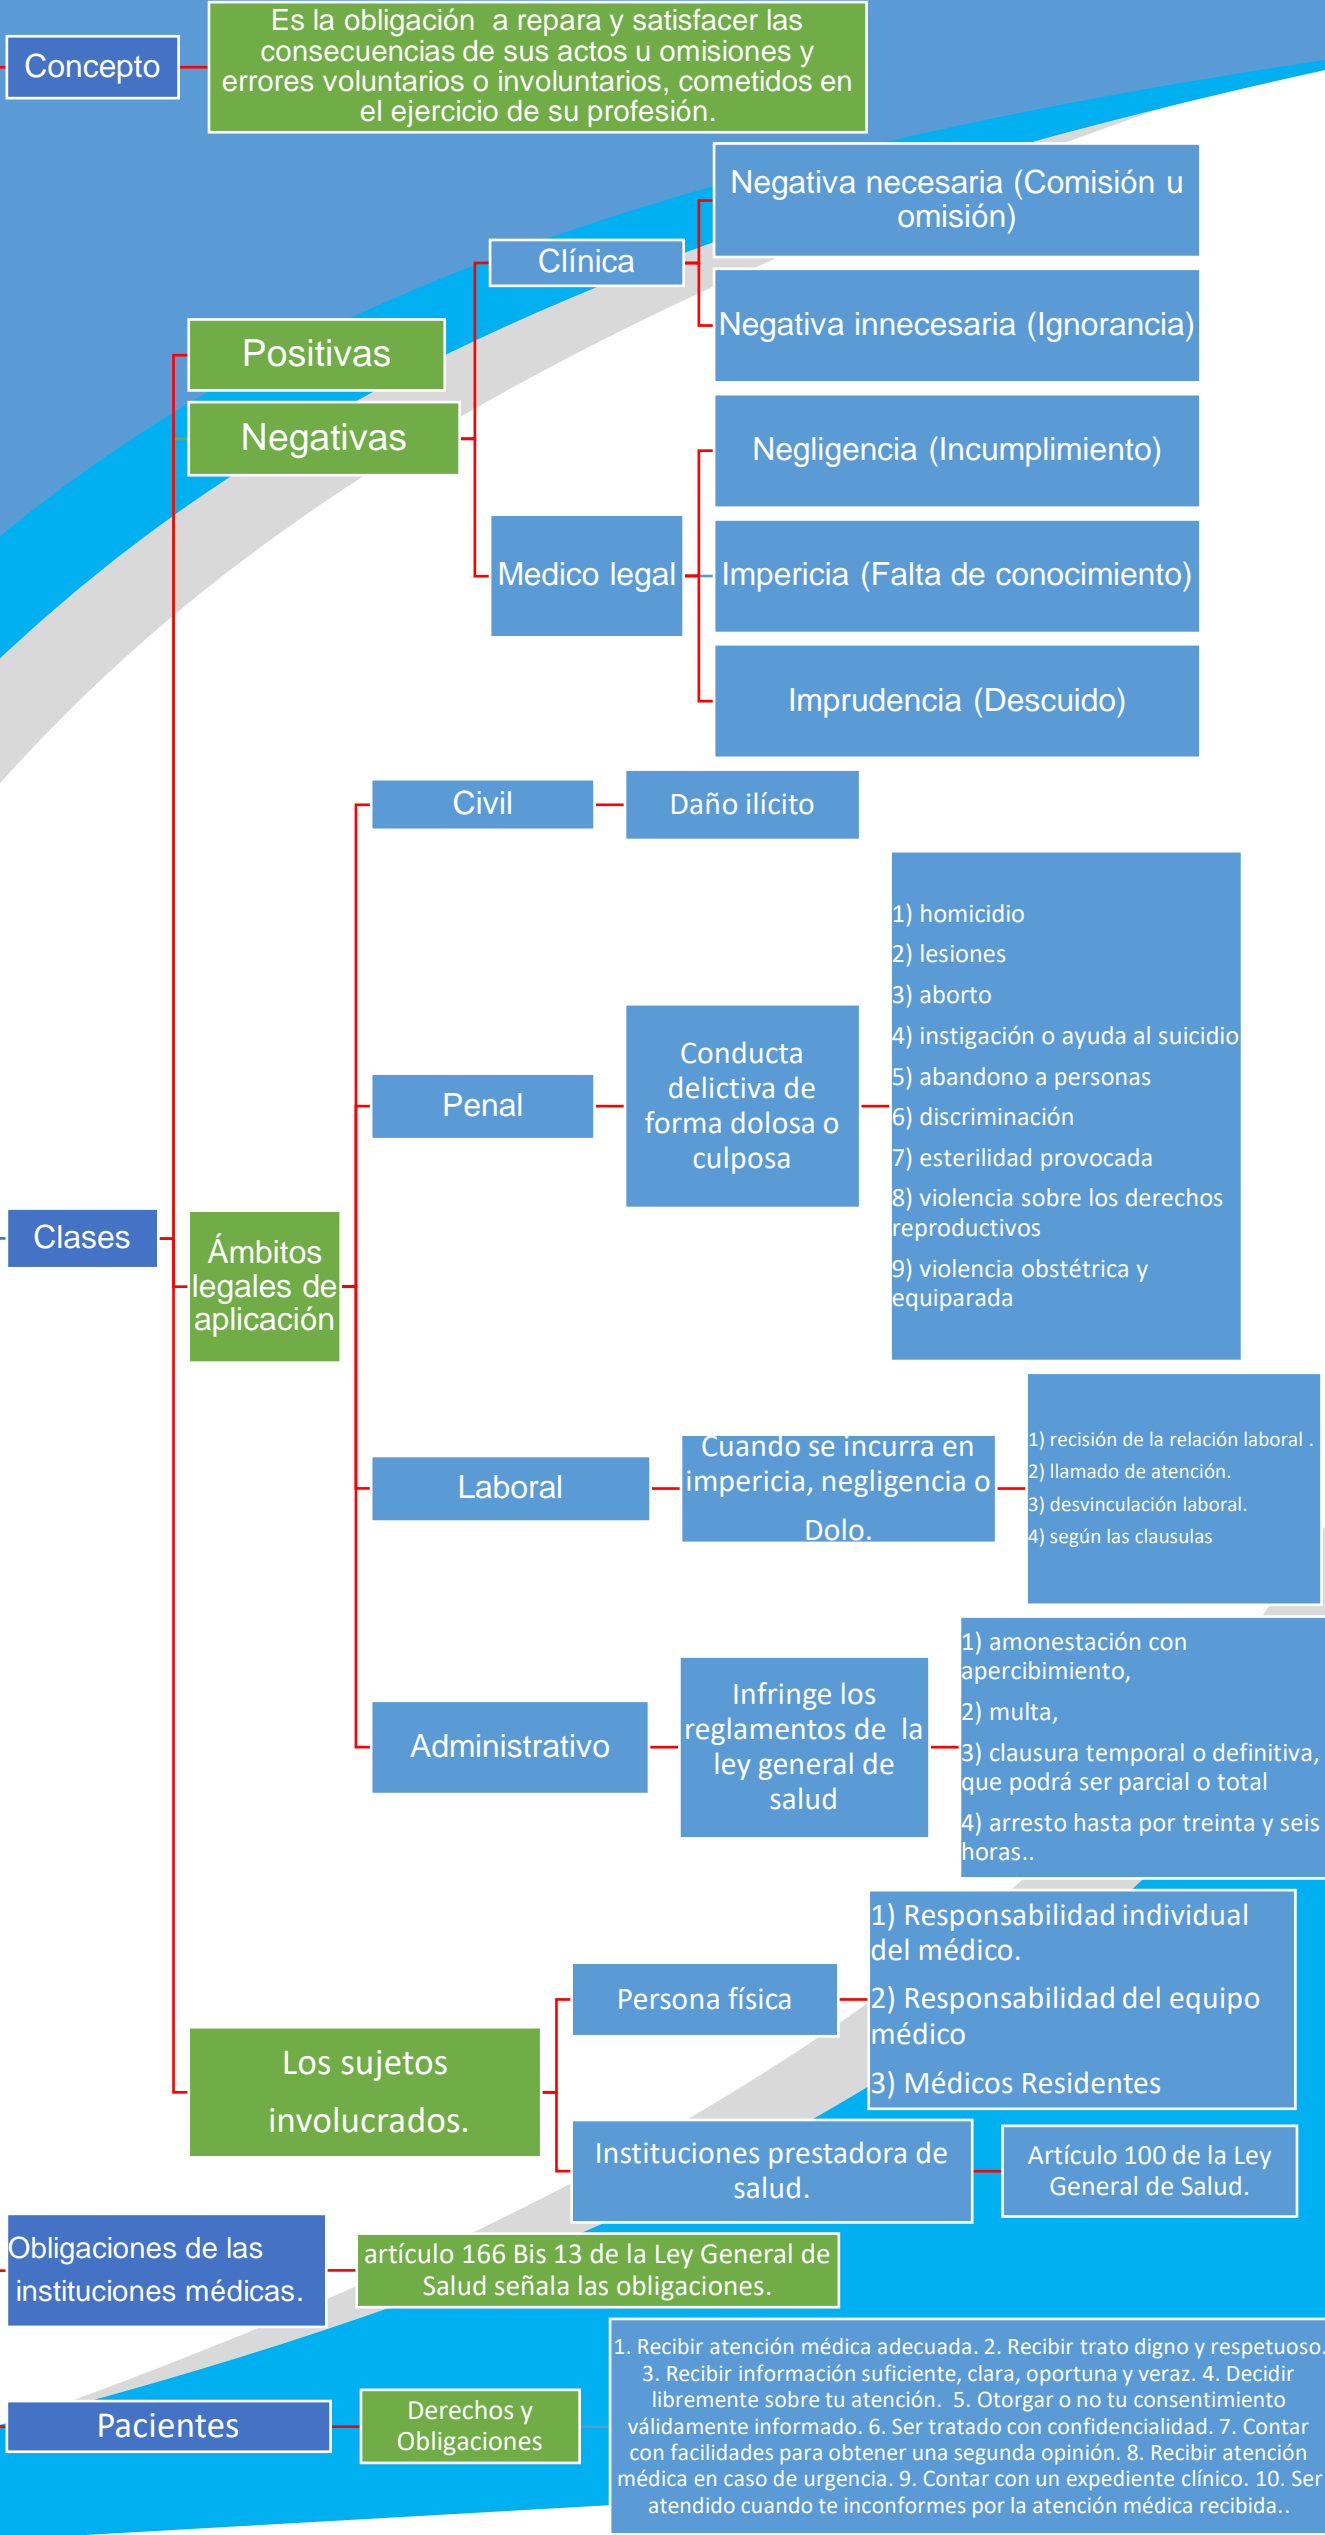 Concepto
Es la obligación  a repara y satisfacer las
consecuencias de sus actos u omisiones y
errores voluntarios o involuntarios, cometidos en
el ejercicio de su profesión.
Clases
Positivas
Negativas
Clínica
Negativa necesaria (Comisión u
omisión)
Negativa innecesaria (Ignorancia)
Medico legal
Negligencia (Incumplimiento)
Impericia (Falta de conocimiento)
Imprudencia (Descuido)
Ámbitos
legales de
aplicación
Civil
Daño ilícito
Penal
Conducta
delictiva de
forma dolosa o
culposa
1) homicidio
2) lesiones
3) aborto
4) instigación o ayuda al suicidio
5) abandono a personas
6) discriminación
7) esterilidad provocada
8) violencia sobre los derechos
reproductivos
9) violencia obstétrica y
equiparada
Laboral
Cuando se incurra en
impericia, negligencia o
Dolo.
1) recisión de la relación laboral .
2) llamado de atención.
3) desvinculación laboral.
4) según las clausulas
Administrativo
Infringe los
reglamentos de  la
ley general de
salud
1) amonestación con
apercibimiento,
2) multa,
3) clausura temporal o definitiva,
que podrá ser parcial o total
4) arresto hasta por treinta y seis
horas..
Los sujetos
involucrados.
Persona física
1) Responsabilidad individual
del médico.
2) Responsabilidad del equipo
médico
3) Médicos Residentes
Instituciones prestadora de
salud.
Artículo 100 de la Ley
General de Salud.
Obligaciones de las
instituciones médicas.
artículo 166 Bis 13 de la Ley General de
Salud señala las obligaciones.
Pacientes
Derechos y
Obligaciones
1. Recibir atención médica adecuada. 2. Recibir trato digno y respetuoso.
3. Recibir información suficiente, clara, oportuna y veraz. 4. Decidir
libremente sobre tu atención.  5. Otorgar o no tu consentimiento
válidamente informado. 6. Ser tratado con confidencialidad. 7. Contar
con facilidades para obtener una segunda opinión. 8. Recibir atención
médica en caso de urgencia. 9. Contar con un expediente clínico. 10. Ser
atendido cuando te inconformes por la atención médica recibida..